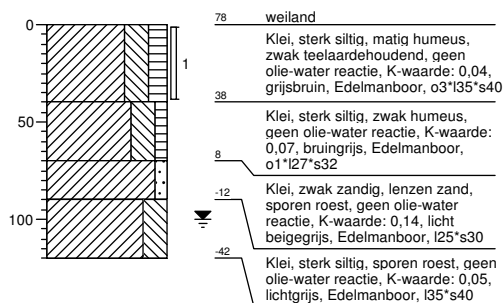 0
50
100
1
78 weiland
Klei, sterk siltig, matig humeus,
zwak teelaardehoudend, geen
olie-water reactie, K-waarde: 0,04,
grijsbruin, Edelmanboor, o3*l35*s40
38
Klei, sterk siltig, zwak humeus,
geen olie-water reactie, K-waarde:
0,07, bruingrijs, Edelmanboor,
o1*l27*s32
8
Klei, zwak zandig, lenzen zand,
sporen roest, geen olie-water
reactie, K-waarde: 0,14, licht
beigegrijs, Edelmanboor, l25*s30
-12
Klei, sterk siltig, sporen roest, geen
olie-water reactie, K-waarde: 0,05,
lichtgrijs, Edelmanboor, l35*s40
-42